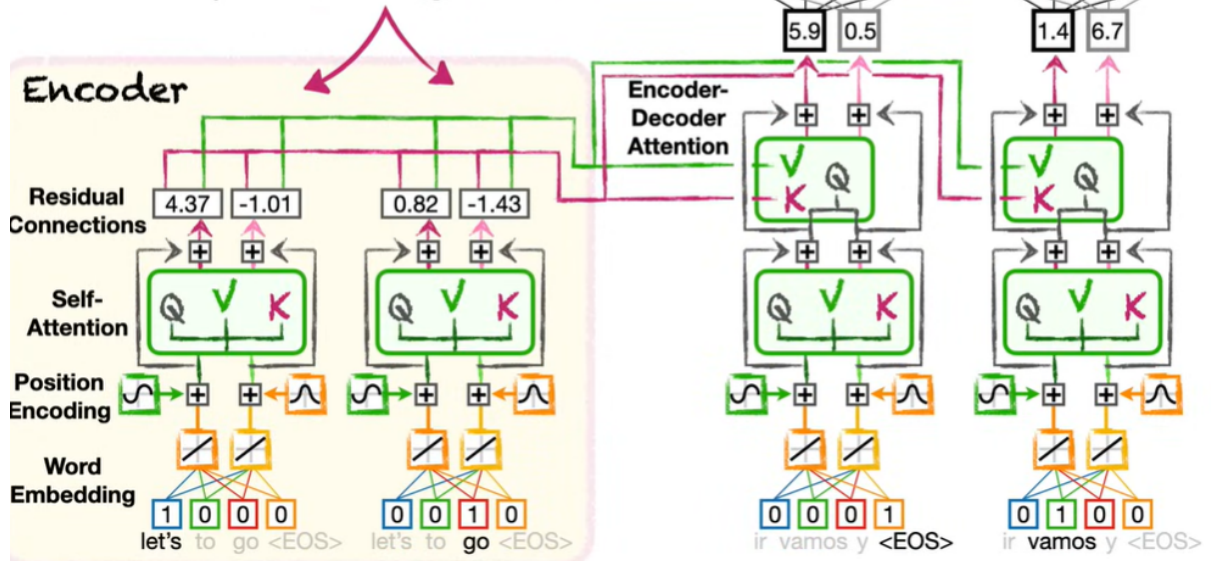 5.9 0.5 1.4 6.7
Encoder
Encoder-
Decoder
Attention
V Q K
V Q K
Residual
Connections
4.37 -1.01 0.82 -1.43
+ + + + + + + +
+ + + +
Self-
Attention
Q V K
Q V K
Q V K
Q V K
Position
Encoding
+ + + + + + + +
Word
Embedding
1 0 0 0
let's to go <EOS>
0 0 1 0
let's to go <EOS>
0 0 0 1
ir vamos y <EOS>
0 1 0 0
ir vamos y <EOS>